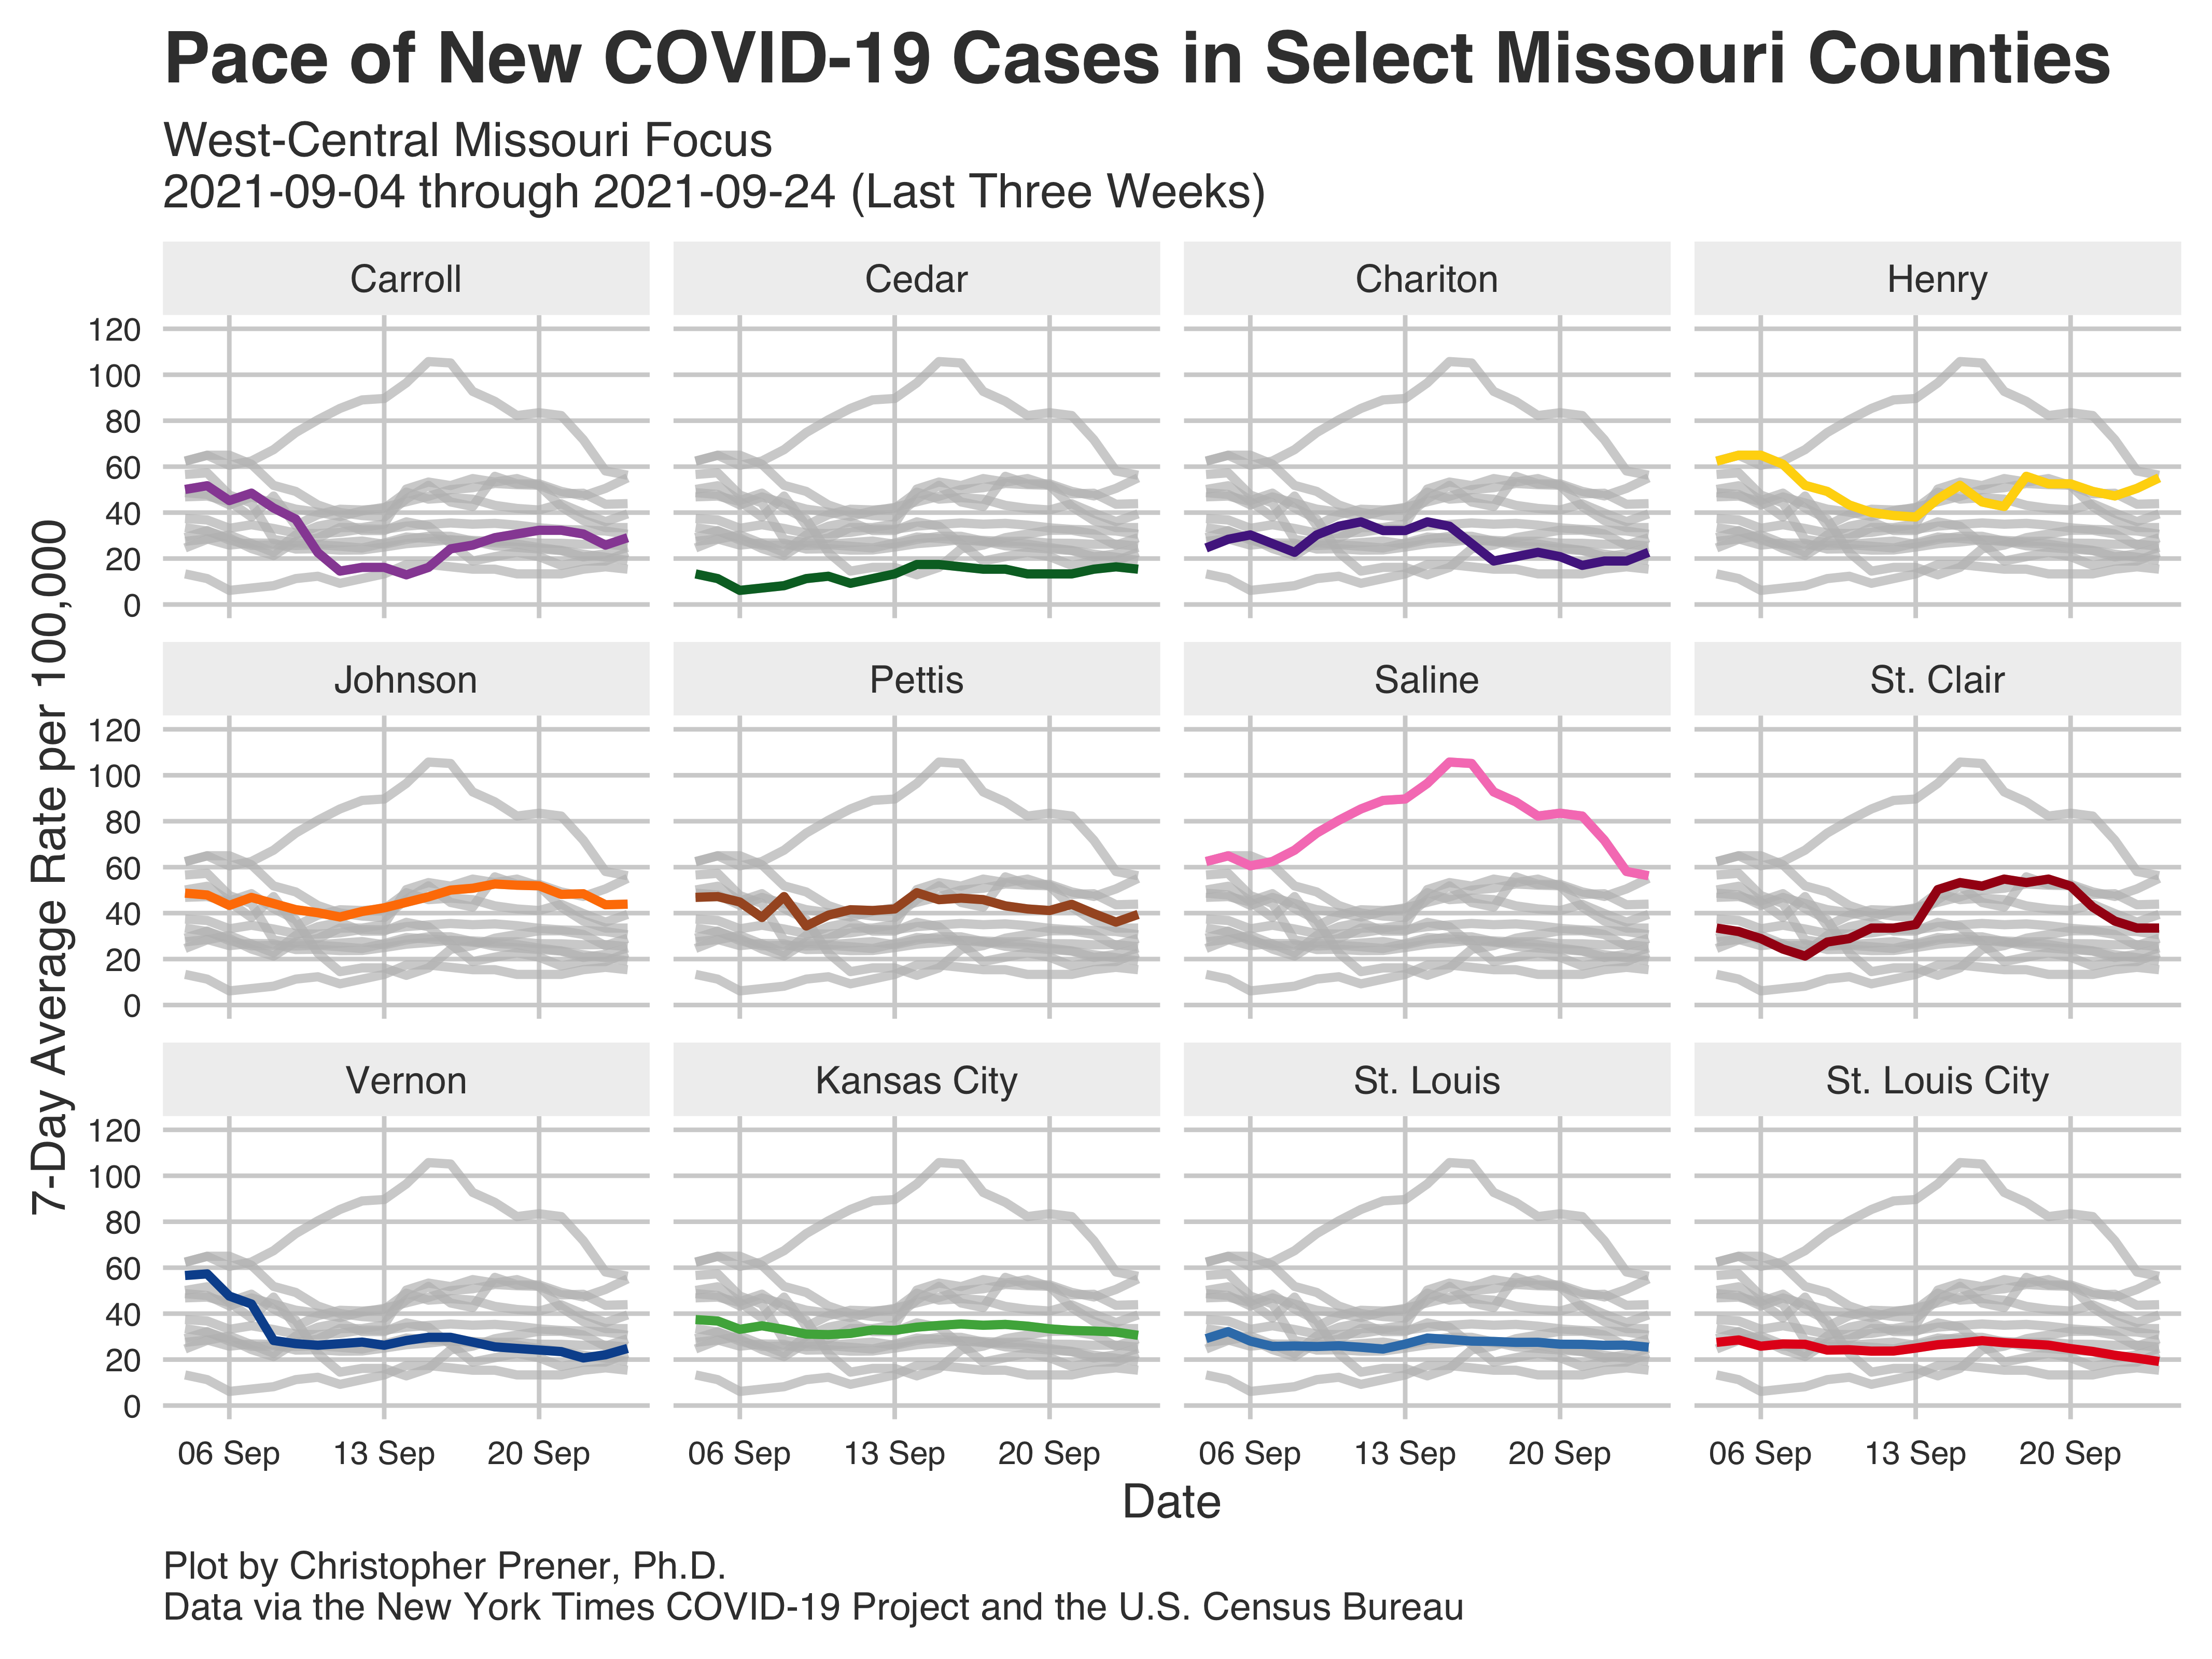 Pace of New COVID-19 Cases in Select Missouri Counties
West-Central Missouri Focus
2021-09-04 through 2021-09-24 (Last Three Weeks)
7-Day Average Rate per 100,000
Carroll
Cedar
Chariton
Henry
120
100
80
60
40
20
0
Johnson
Pettis
Saline
St. Clair
120
100
80
60
40
20
0
Vernon
Kansas City
St. Louis
St. Louis City
120
100
80
60
40
20
0
06 Sep 13 Sep 20 Sep 06 Sep 13 Sep 20 Sep 06 Sep 13 Sep 20 Sep 06 Sep 13 Sep 20 Sep
Date
Plot by Christopher Prener, Ph.D.
Data via the New York Times COVID-19 Project and the U.S. Census Bureau